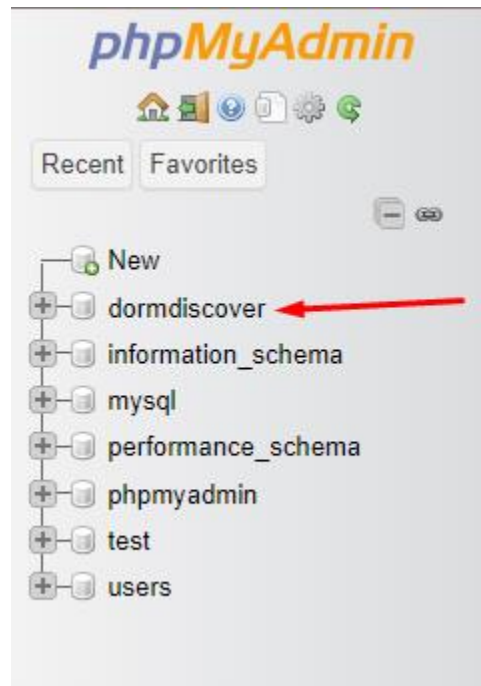 phpMyAdmin
Recent Favorites
New
dormdiscover
information_schema
mysql
performance_schema
phpmyadmin
test
users